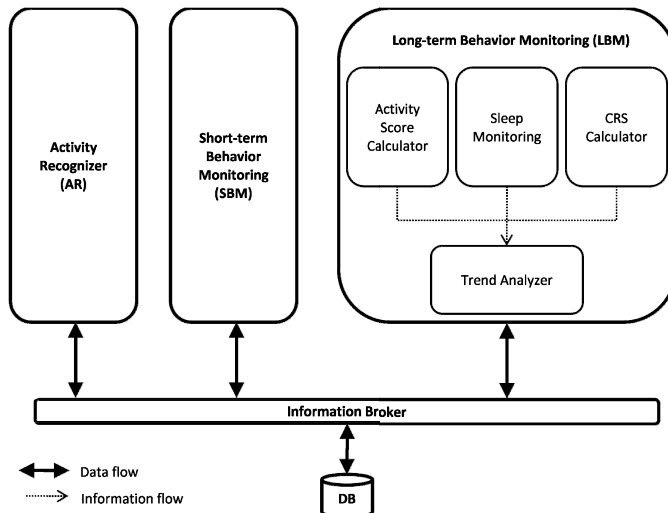 Activity
Recognizer
(AR)
Short-term
Behavior
Monitoring
(SBM)
Long-term Behavior Monitoring (LBM)
Activity
Score
Calculator
Sleep
Monitoring
CRS
Calculator
Trend Analyzer
Information Broker
Data flow
Information flow
DB